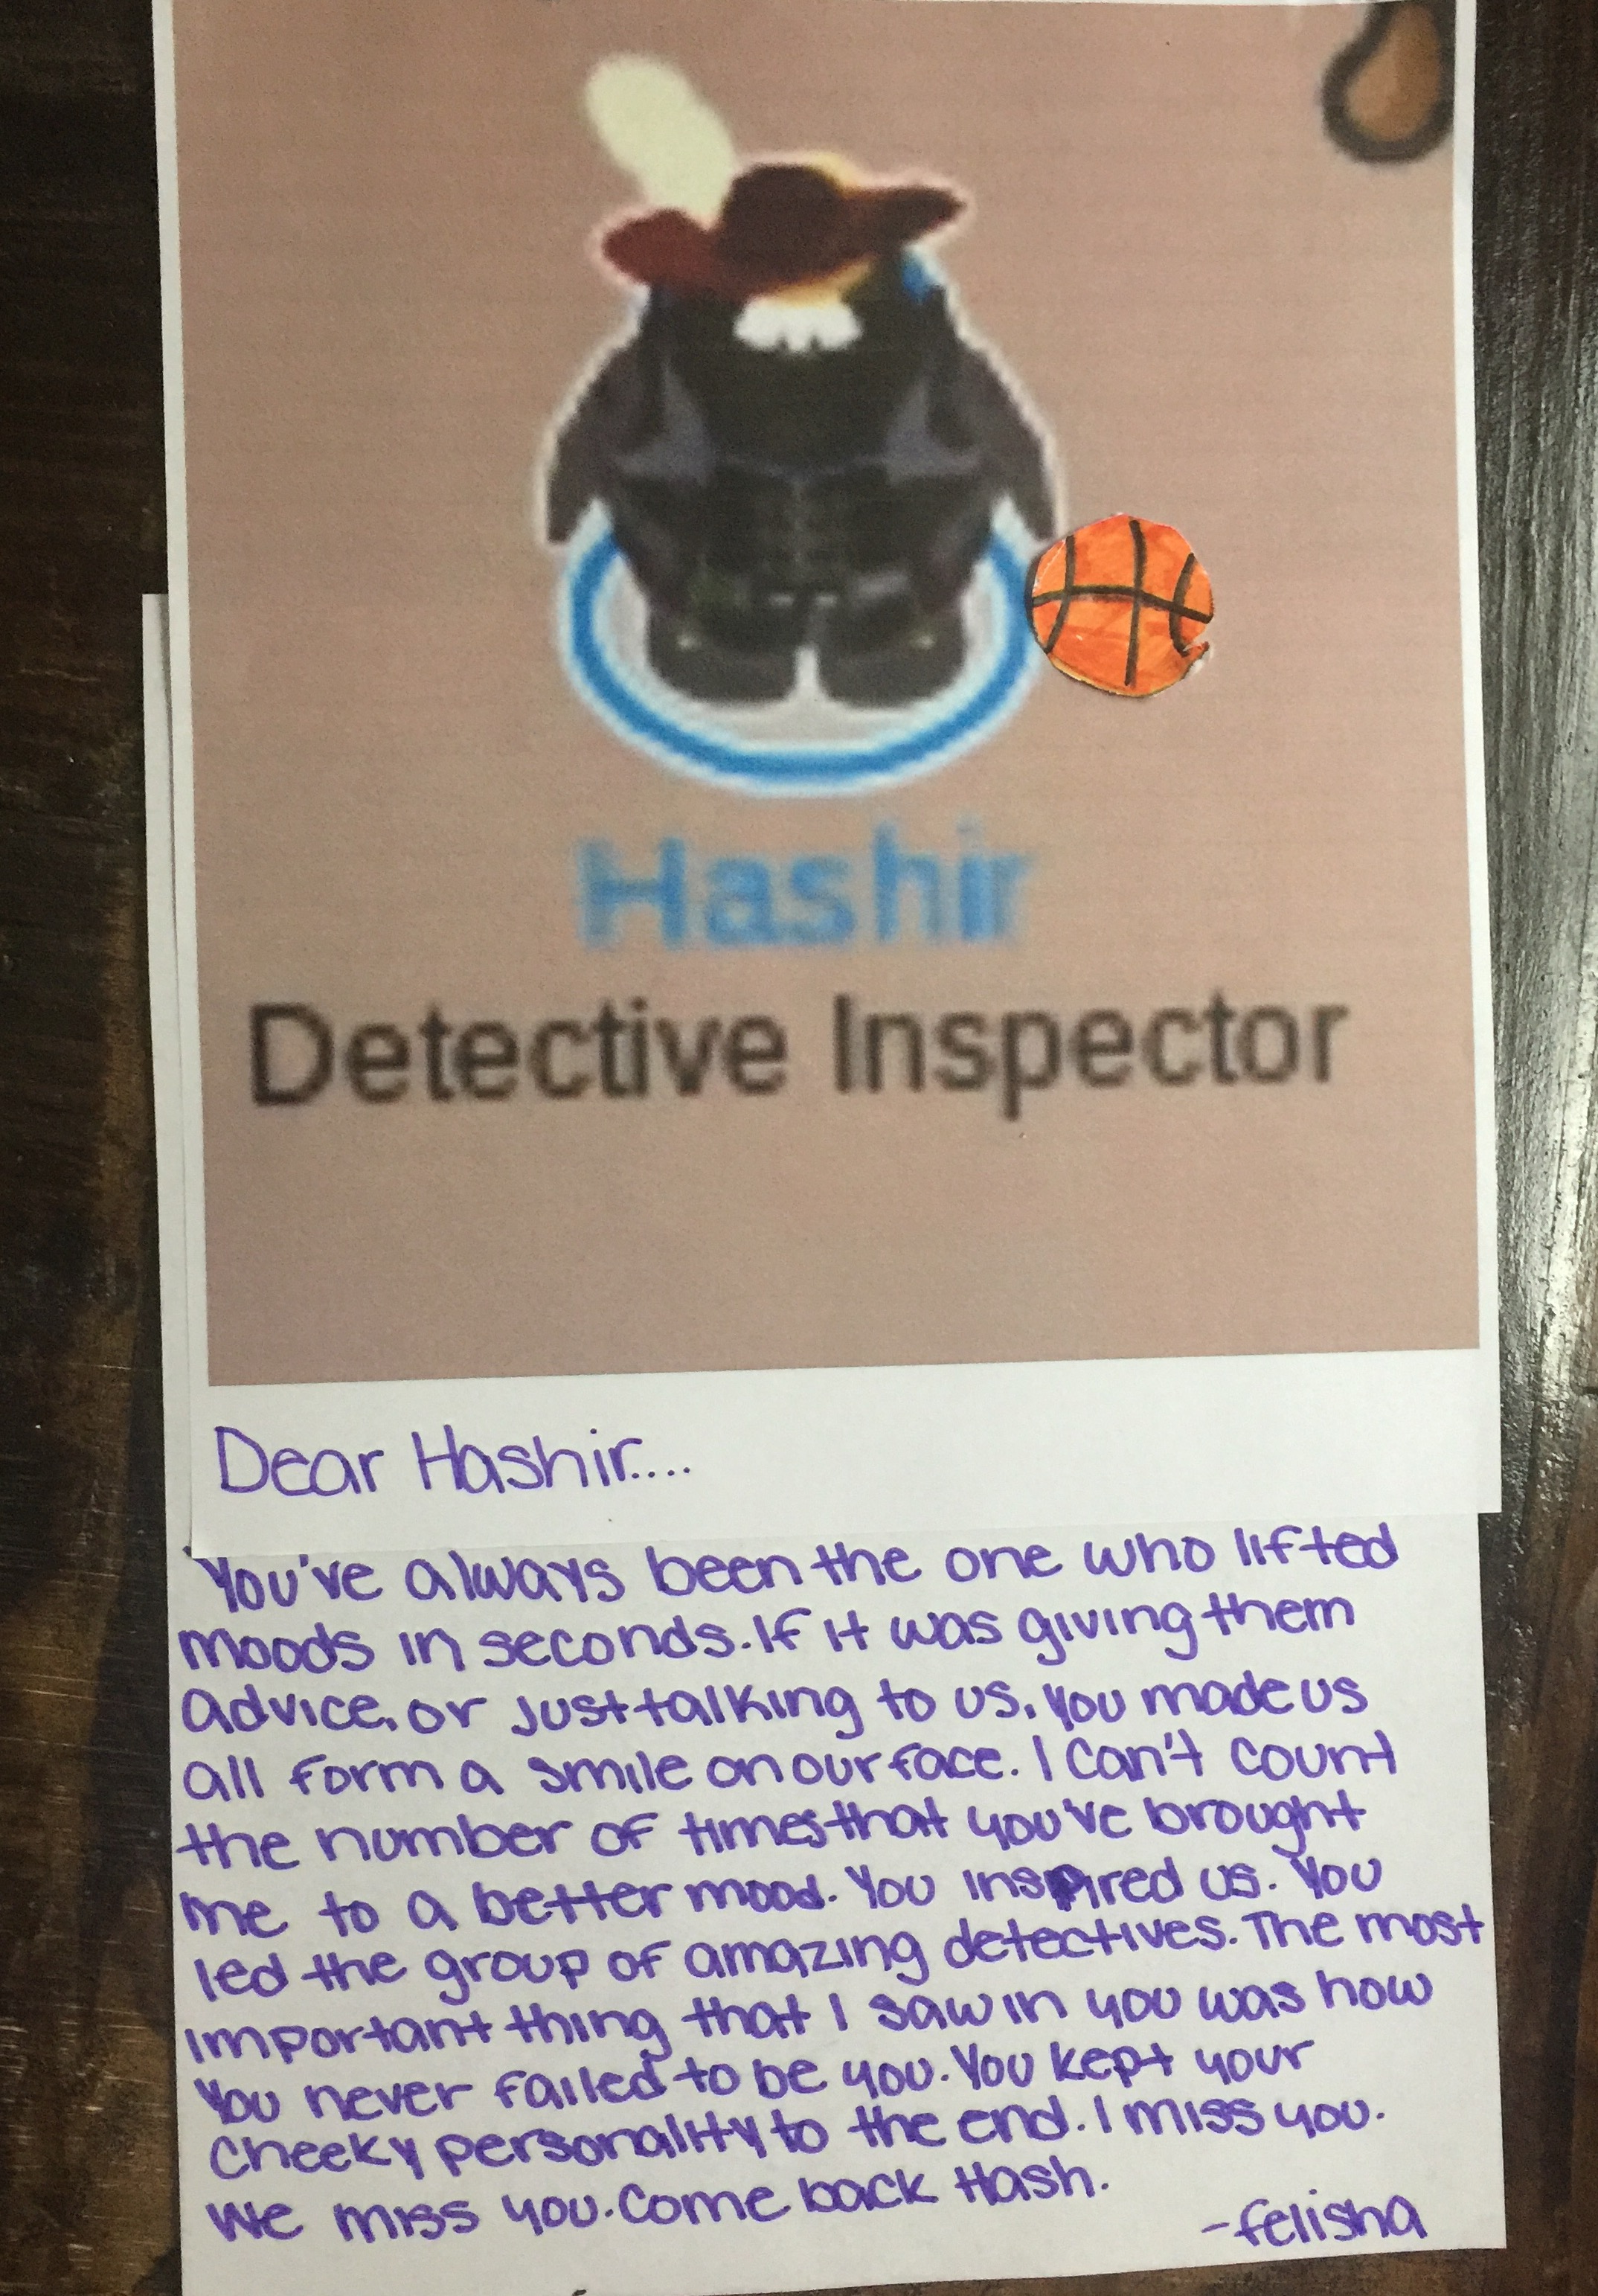 Hashir
Detective Inspector
Dear Hashir....
You've always been the one who lifted
moods in seconds. If it was giving them
advice, or just talking to us, you made us
all form a smile on our face. I can't count
the number of times that you've brought
me to a better mood. You inspired us. You
led the group of amazing detectives. The most
important thing that I saw in you was how
you never failed to be you. You kept your
cheeky personality to the end. I miss you.
We miss you. Come back Hash.
-felisha